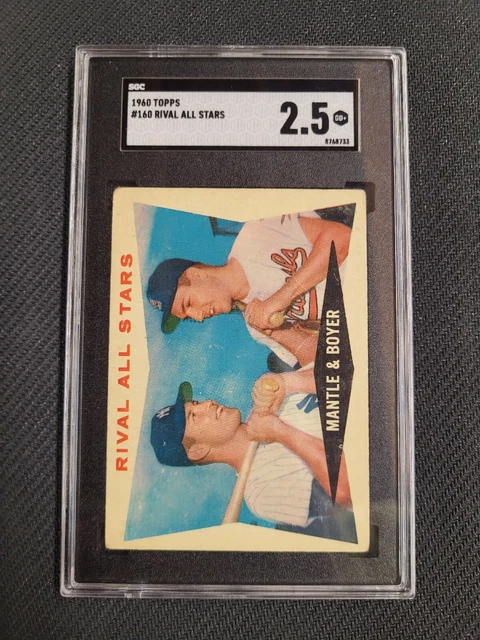 SGC
1960 TOPPS
#160 RIVAL ALL STARS
2.5 GD+
8768733
RIVAL ALL STARS
MANTLE & BOYER